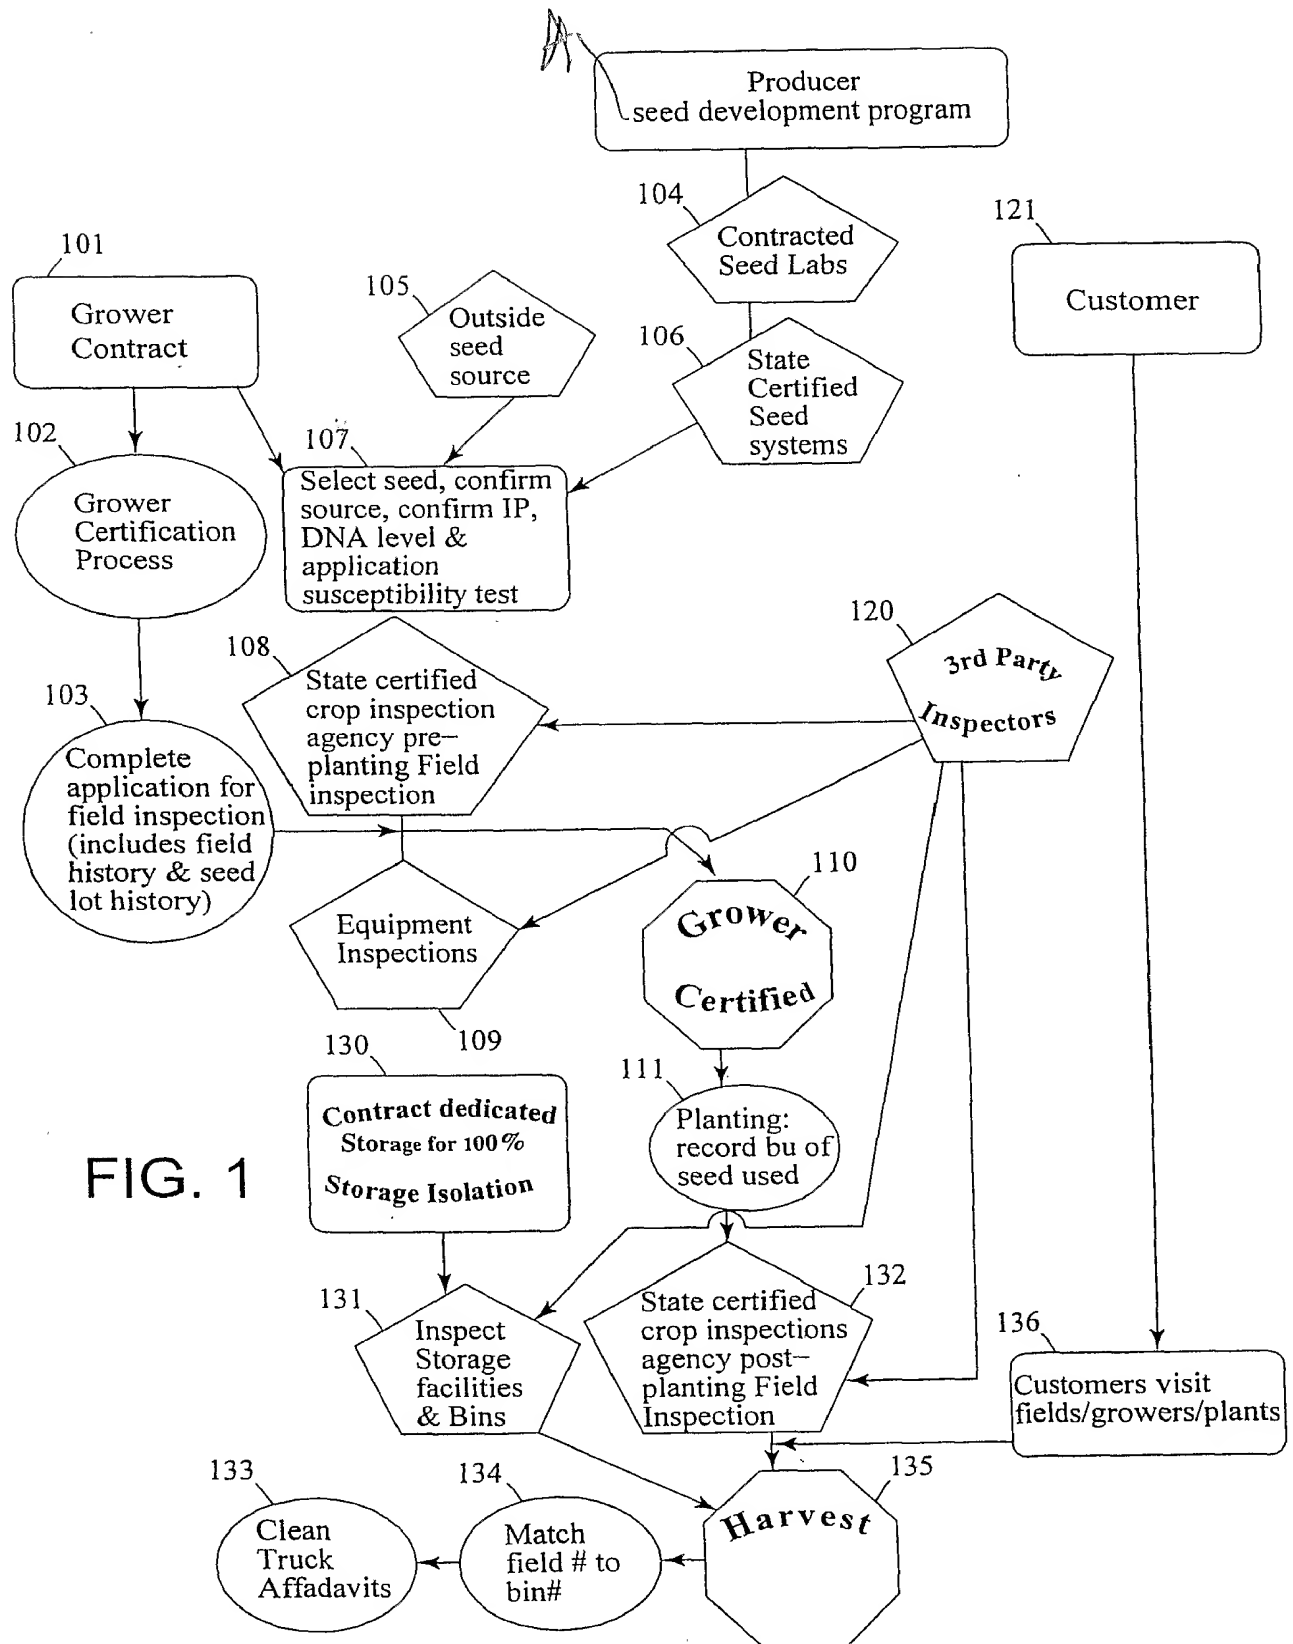 Producer
seed development program
104
Contracted
Seed Labs
121
Customer
101
Grower
Contract
105
Outside
seed
source
106
State
Certified
Seed
systems
102
Grower
Certification
Process
107
Select seed, confirm
source, confirm IP,
DNA level &
application
susceptibility test
120
3rd Party
Inspectors
108
State certified
crop inspection
agency pre-
planting Field
inspection
103
Complete
application for
field inspection
(includes field
history & seed
lot history)
110
Grower
Certified
Equipment
Inspections
109
130
Contract dedicated
Storage for 100%
Storage Isolation
111
Planting:
record bu of
seed used
FIG. 1
131
Inspect
Storage
facilities
& Bins
132
State certified
crop inspections
agency post-
planting Field
Inspection
136
Customers visit
fields/growers/plants
133
Clean
Truck
Affadavits
134
Match
field # to
bin#
135
Harvest